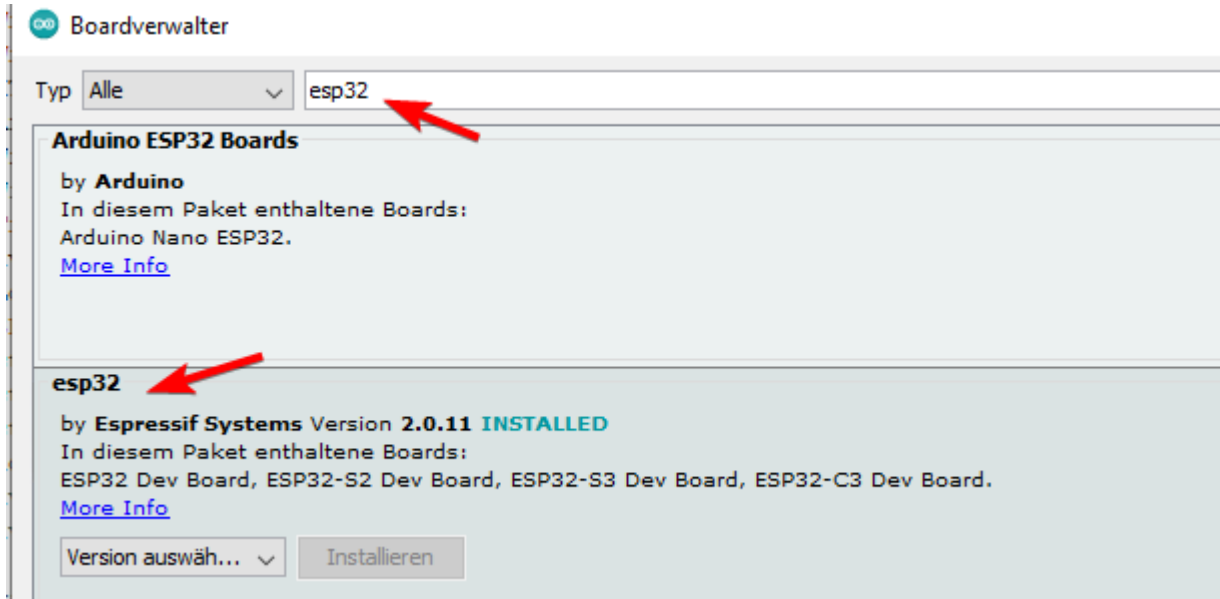 Boardverwalter
Typ Alle esp32
Arduino ESP32 Boards
by Arduino
In diesem Paket enthaltene Boards:
Arduino Nano ESP32.
More Info
esp32
by Espressif Systems Version 2.0.11 INSTALLED
In diesem Paket enthaltene Boards:
ESP32 Dev Board, ESP32-S2 Dev Board, ESP32-S3 Dev Board, ESP32-C3 Dev Board.
More Info
Version auswäh... Installieren